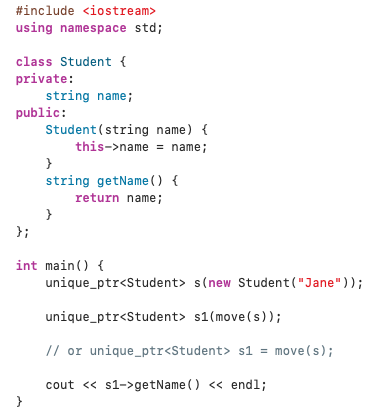 #include <iostream>
using namespace std;

class Student {
private:
    string name;
public:
    Student(string name) {
        this->name = name;
    }
    string getName() {
        return name;
    }
};

int main() {
    unique_ptr<Student> s(new Student("Jane"));

    unique_ptr<Student> s1(move(s));

    // or unique_ptr<Student> s1 = move(s);

    cout << s1->getName() << endl;
}